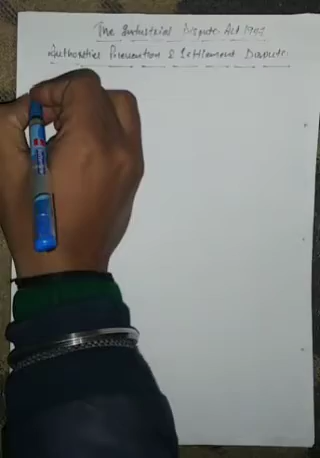 The Industrial Dispute Act 1947
Authorities Prevention & Settlement Dispute